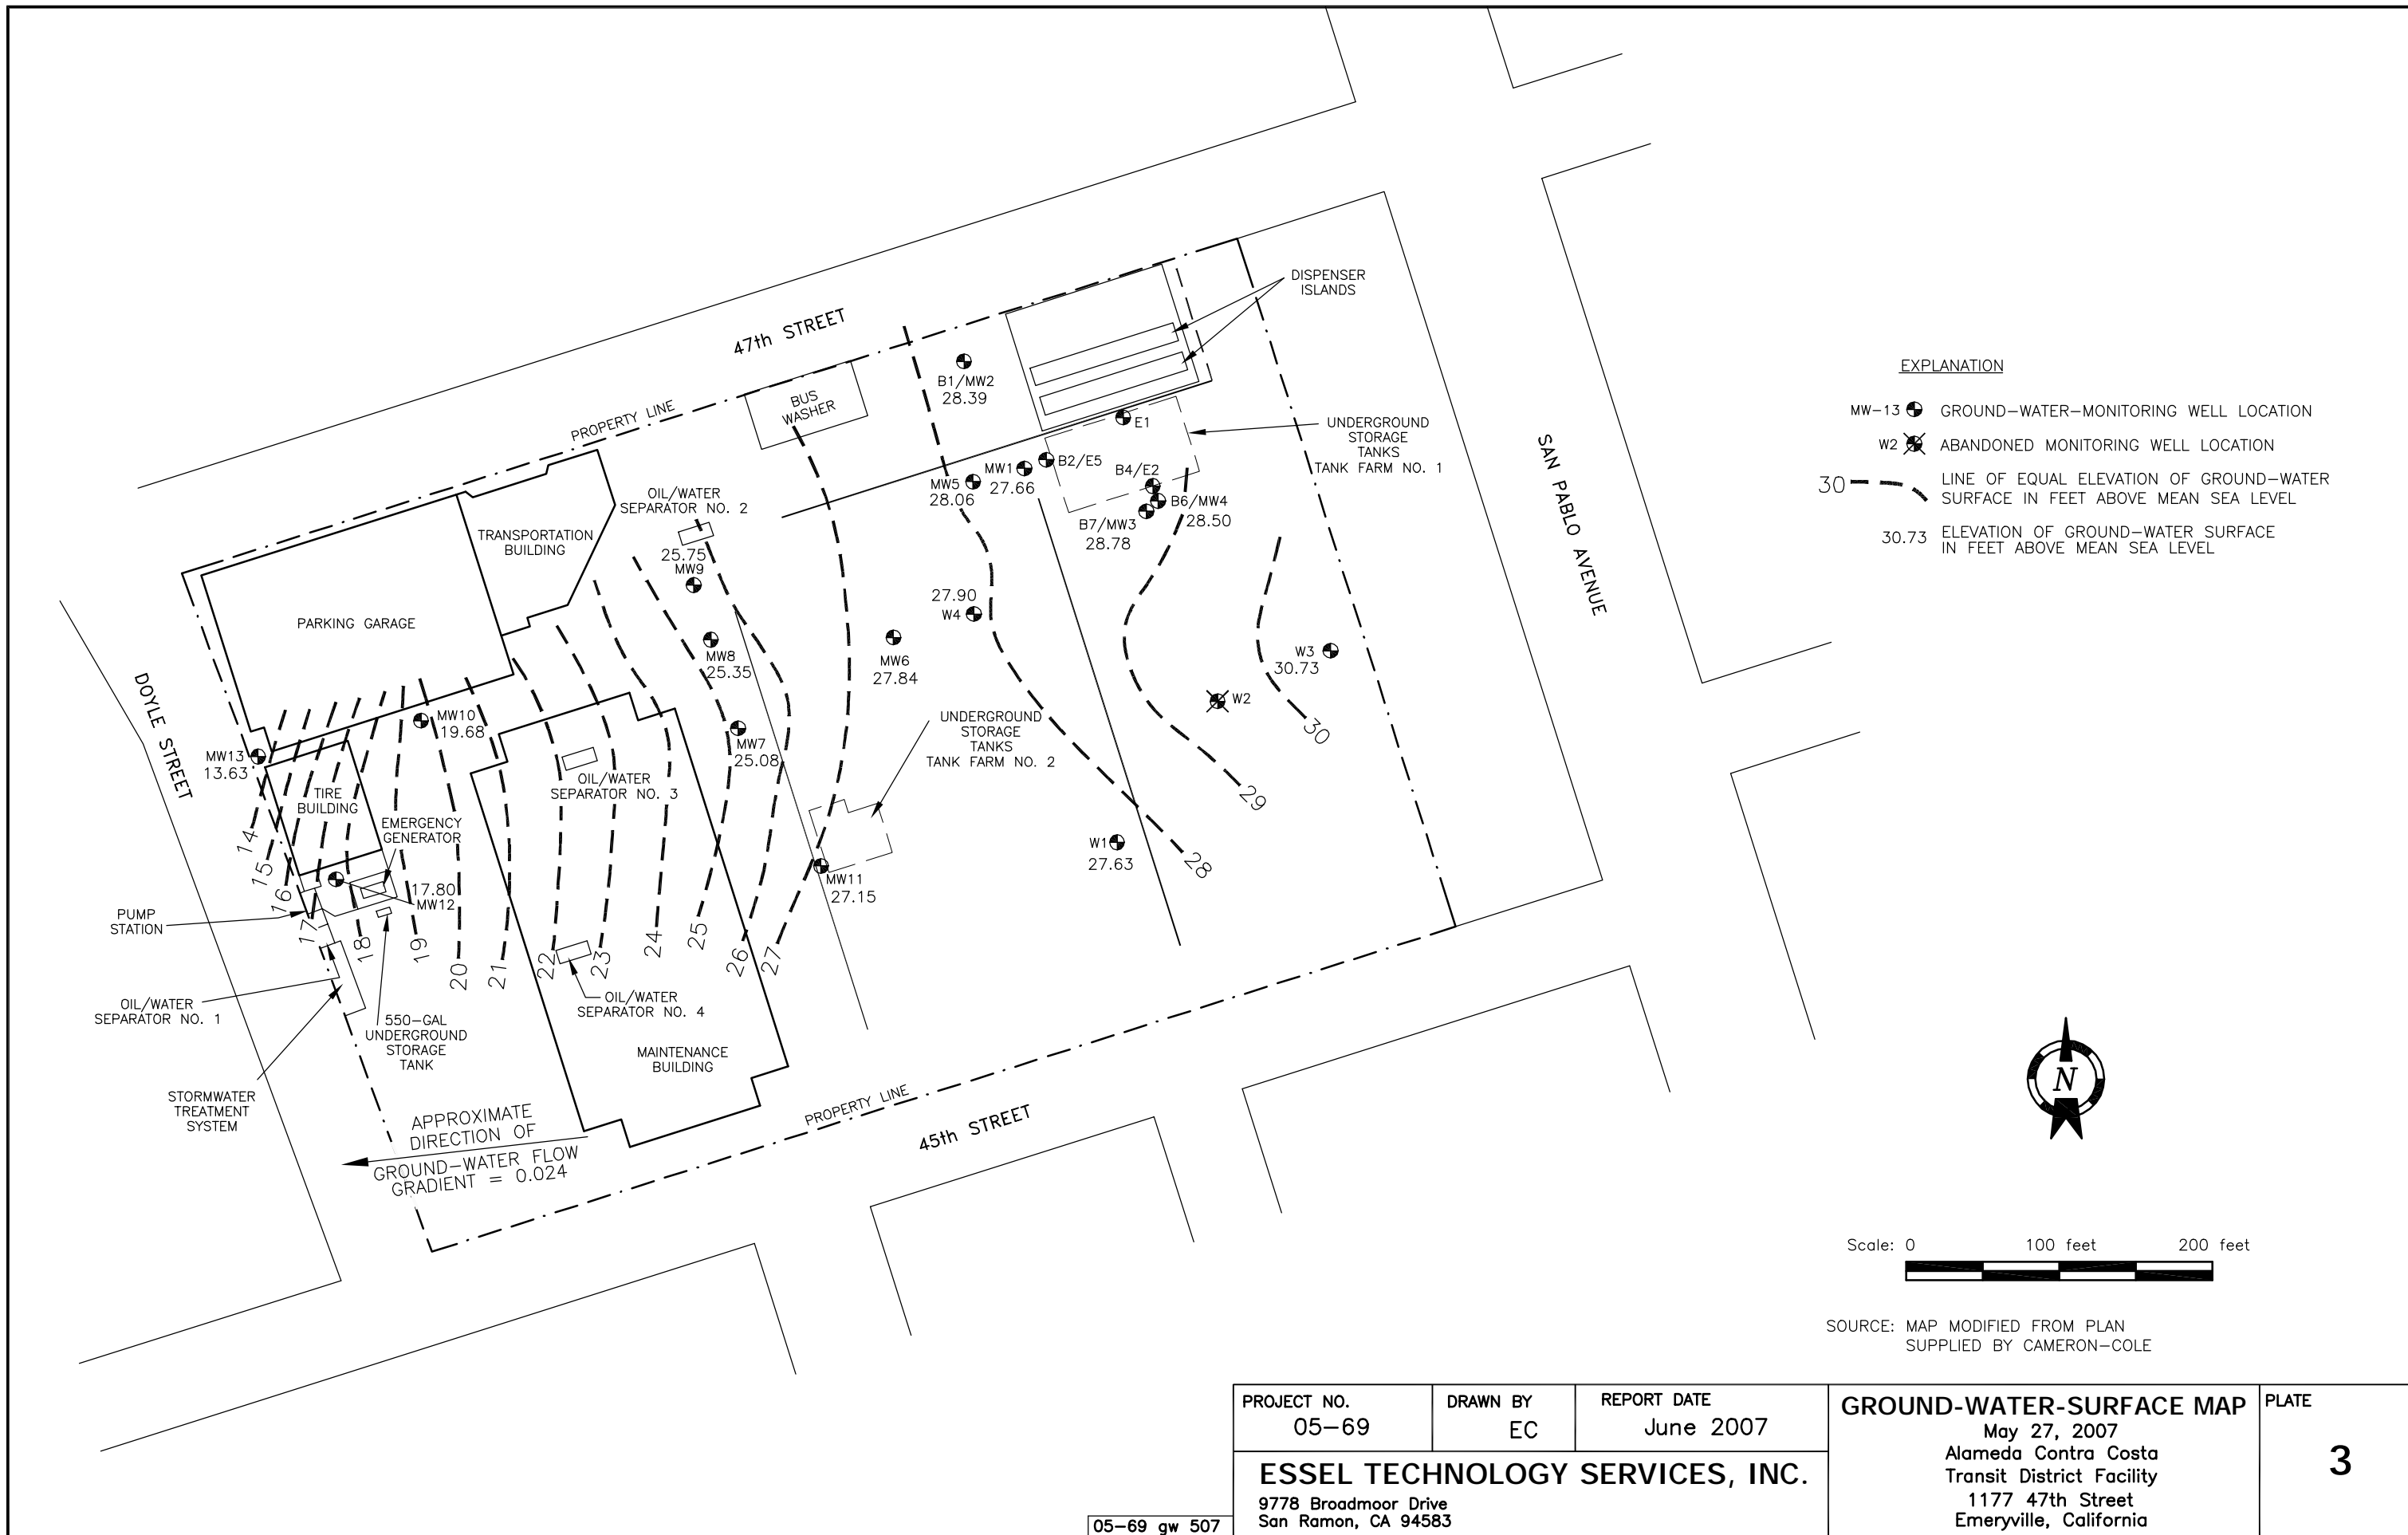 47th STREET
PROPERTY LINE
BUS
WASHER
B1/MW2
28.39
DISPENSER
ISLANDS
E1
UNDERGROUND
STORAGE
TANKS
TANK FARM NO. 1
MW1
27.66
B2/E5
MW5
28.06
B4/E2
B6/MW4
28.50
B7/MW3
28.78
SAN PABLO AVENUE
OIL/WATER
SEPARATOR NO. 2
25.75
MW9
TRANSPORTATION
BUILDING
PARKING GARAGE
27.90
W4
MW6
27.84
MW8
25.35
W3
30.73
W2
30
DOYLE STREET
MW10
19.68
MW13
13.63
MW7
25.08
UNDERGROUND
STORAGE
TANKS
TANK FARM NO. 2
OIL/WATER
SEPARATOR NO. 3
TIRE
BUILDING
EMERGENCY
GENERATOR
29
W1
27.63
28
MW11
27.15
17.80
MW12
14
15
16
17
18
19
20
21
22
23
24
25
26
27
PUMP
STATION
OIL/WATER
SEPARATOR NO. 1
550-GAL
UNDERGROUND
STORAGE
TANK
OIL/WATER
SEPARATOR NO. 4
MAINTENANCE
BUILDING
STORMWATER
TREATMENT
SYSTEM
APPROXIMATE
DIRECTION OF
GROUND-WATER FLOW
GRADIENT = 0.024
PROPERTY LINE
45th STREET
EXPLANATION
MW-13 GROUND-WATER-MONITORING WELL LOCATION
W2 ABANDONED MONITORING WELL LOCATION
30 LINE OF EQUAL ELEVATION OF GROUND-WATER
SURFACE IN FEET ABOVE MEAN SEA LEVEL
30.73 ELEVATION OF GROUND-WATER SURFACE
IN FEET ABOVE MEAN SEA LEVEL
N
Scale: 0 100 feet 200 feet
SOURCE: MAP MODIFIED FROM PLAN
SUPPLIED BY CAMERON-COLE
PROJECT NO.
05-69
DRAWN BY
EC
REPORT DATE
June 2007
ESSEL TECHNOLOGY SERVICES, INC.
9778 Broadmoor Drive
San Ramon, CA 94583
05-69 gw 507
GROUND-WATER-SURFACE MAP
May 27, 2007
Alameda Contra Costa
Transit District Facility
1177 47th Street
Emeryville, California
PLATE
3